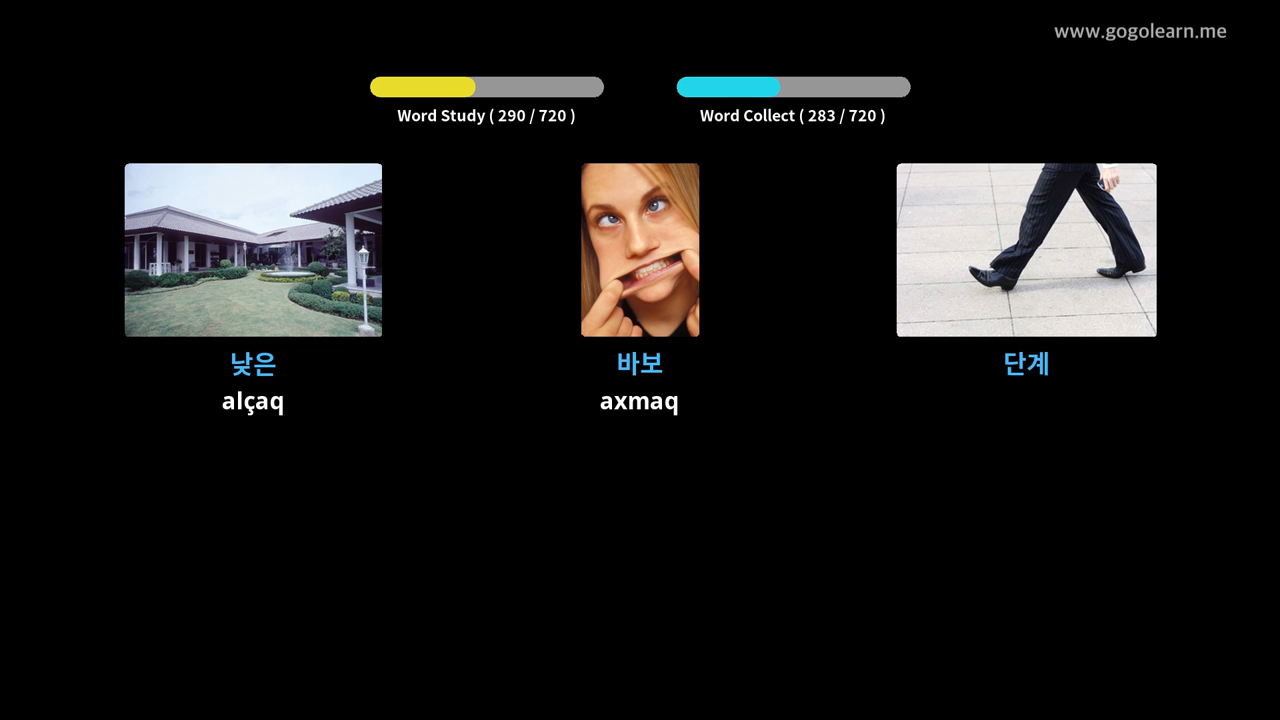 www.gogolearn.me
Word Study ( 290 / 720 )
Word Collect ( 283 / 720 )
낮은
alçaq
바보
axmaq
단계